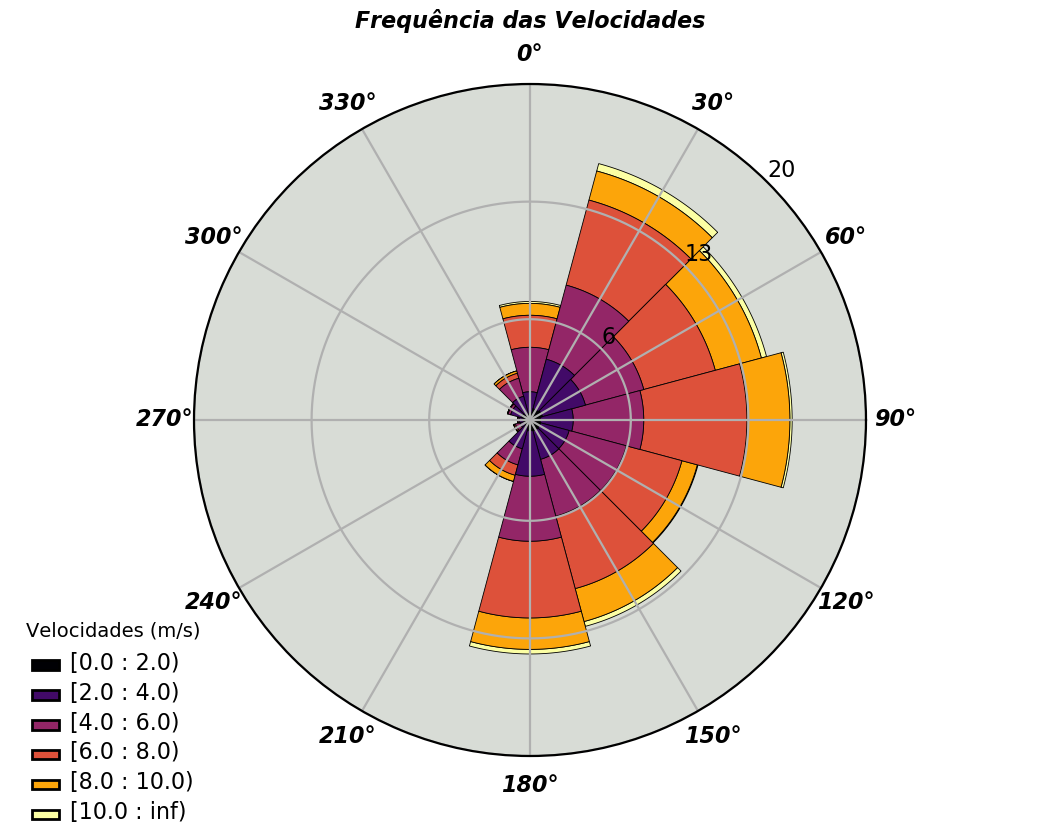 Frequência das Velocidades
0°
330°
30°
20
300°
60°
13
6
270°
90°
240°
120°
210°
150°
180°
Velocidades (m/s)
[0.0 : 2.0)
[2.0 : 4.0)
[4.0 : 6.0)
[6.0 : 8.0)
[8.0 : 10.0)
[10.0 : inf)